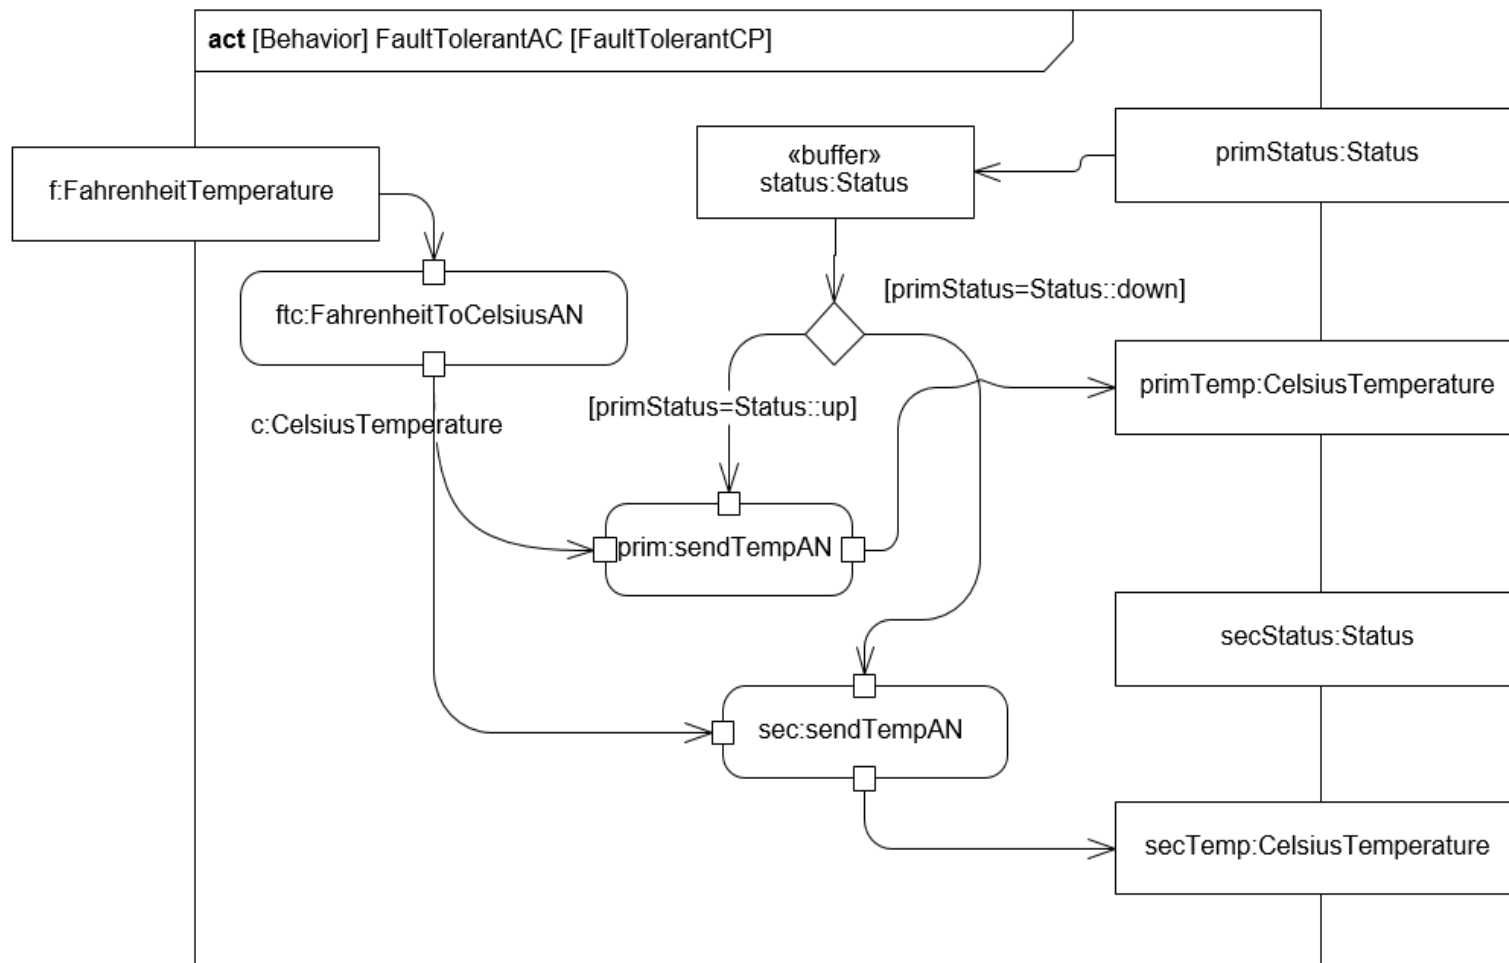 act [Behavior] FaultTolerantAC [FaultTolerantCP]
f:FahrenheitTemperature
«buffer»
status:Status
primStatus:Status
ftc:FahrenheitToCelsiusAN
[primStatus=Status::down]
c:CelsiusTemperature
[primStatus=Status::up]
primTemp:CelsiusTemperature
prim:sendTempAN
secStatus:Status
sec:sendTempAN
secTemp:CelsiusTemperature